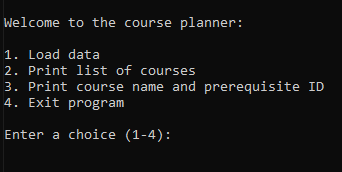 Welcome to the course planner:
1. Load data
2. Print list of courses
3. Print course name and prerequisite ID
4. Exit program
Enter a choice (1-4):